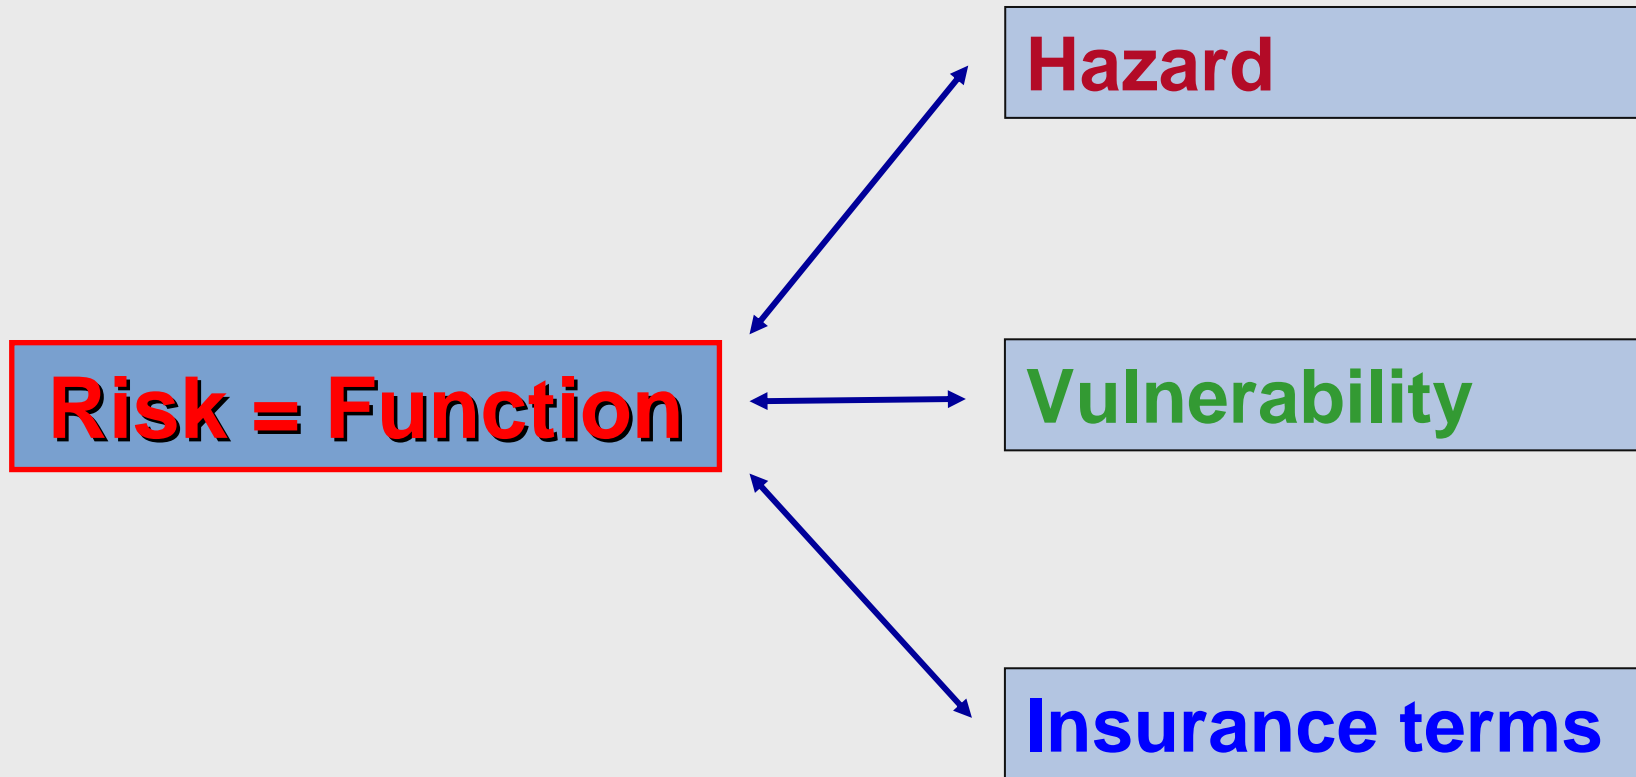 Hazard
Risk = Function
Vulnerability
Insurance terms